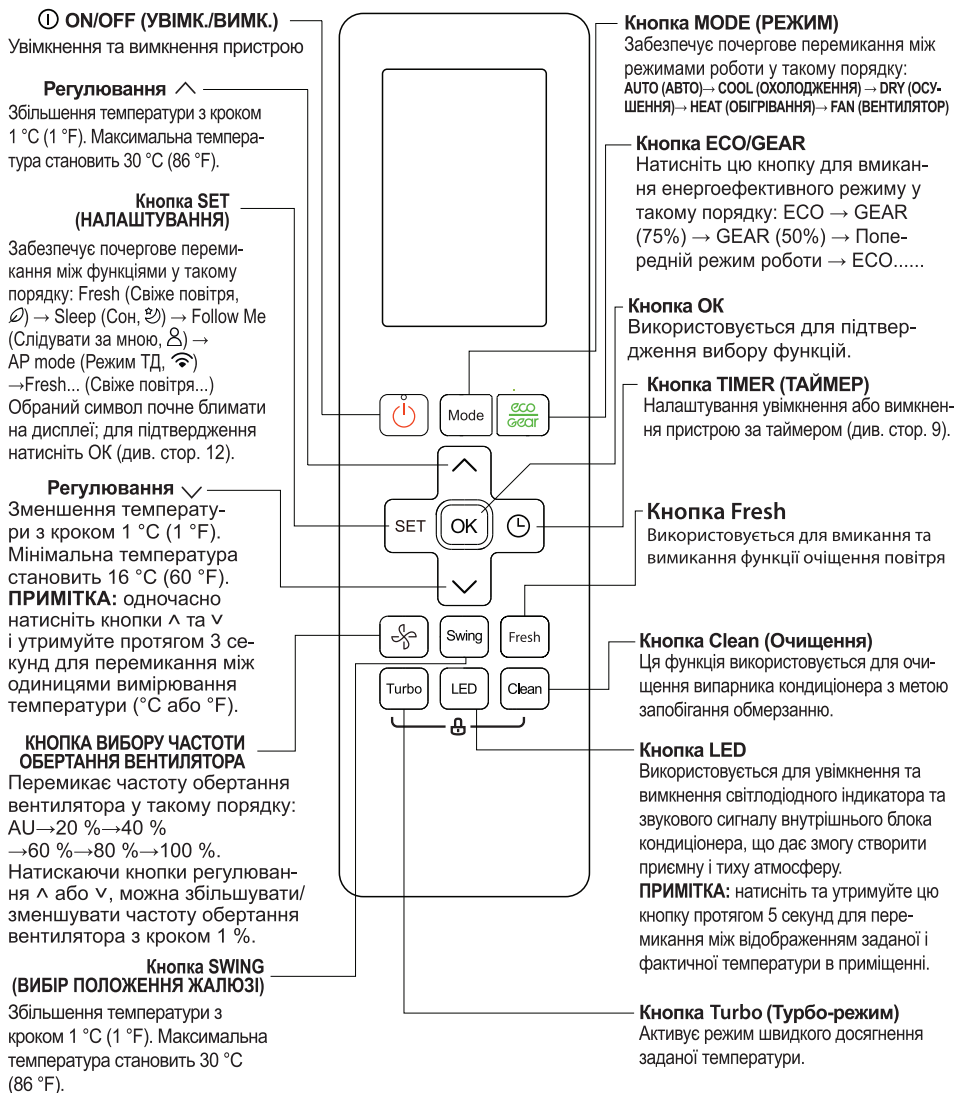 ON/OFF (УВІМК./ВИМК.)
Увімкнення та вимкнення пристрою
Регулювання ∧
Збільшення температури з кроком
1 °C (1 °F). Максимальна темпера-
тура становить 30 °C (86 °F).
Кнопка SET
(НАЛАШТУВАННЯ)
Забезпечує почергове переми-
кання між функціями у такому
порядку: Fresh (Свіже повітря,
) → Sleep (Сон, ) → Follow Me
(Слідувати за мною, ) →
AP mode (Режим ТД, )
→Fresh... (Свіже повітря...)
Обраний символ почне блимати
на дисплеї; для підтвердження
натисніть ОК (див. стор. 12).
Регулювання ∨
Зменшення температу-
ри з кроком 1 °C (1 °F).
Мінімальна температура
становить 16 °C (60 °F).
ПРИМІТКА: одночасно
натисніть кнопки ∧ та ∨
і утримуйте протягом 3 се-
кунд для перемикання між
одиницями вимірювання
температури (°C або °F).
КНОПКА ВИБОРУ ЧАСТОТИ
ОБЕРТАННЯ ВЕНТИЛЯТОРА
Перемикає частоту обертання
вентилятора у такому порядку:
AU→20 %→40 %
→60 %→80 %→100 %.
Натискаючи кнопки регулюван-
ня ∧ або ∨, можна збільшувати/
зменшувати частоту обертання
вентилятора з кроком 1 %.
Кнопка SWING
(ВИБІР ПОЛОЖЕННЯ ЖАЛЮЗІ)
Збільшення температури з
кроком 1 °C (1 °F). Максимальна
температура становить 30 °C
(86 °F).
Mode
eco
Gear
SET
OK
Swing
Fresh
Turbo
LED
Clean
Кнопка MODE (РЕЖИМ)
Забезпечує почергове перемикання між
режимами роботи у такому порядку:
AUTO (АВТО)→ COOL (ОХОЛОДЖЕННЯ) → DRY (ОСУ-
ШЕННЯ)→ HEAT (ОБІГРІВАННЯ)→ FAN (ВЕНТИЛЯТОР)
Кнопка ECO/GEAR
Натисніть цю кнопку для вмикан-
ня енергоефективного режиму у
такому порядку: ECO → GEAR
(75%) → GEAR (50%) → Попе-
редній режим роботи → ECO......
Кнопка ОК
Використовується для підтвер-
дження вибору функцій.
Кнопка TIMER (ТАЙМЕР)
Налаштування увімкнення або вимкнен-
ня пристрою за таймером (див. стор. 9).
Кнопка Fresh
Використовується для вмикання та
вимикання функції очіщення повітря
Кнопка Clean (Очищення)
Ця функція використовується для очи-
щення випарника кондиціонера з метою
запобігання обмерзанню.
Кнопка LED
Використовується для увімкнення та
вимкнення світлодіодного індикатора та
звукового сигналу внутрішнього блока
кондиціонера, що дає змогу створити
приємну і тиху атмосферу.
ПРИМІТКА: натисніть та утримуйте цю
кнопку протягом 5 секунд для пере-
микання між відображенням заданої і
фактичної температури в приміщенні.
Кнопка Turbo (Турбо-режим)
Активує режим швидкого досягнення
заданої температури.